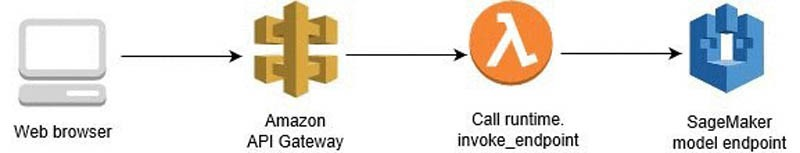 Web browser
Amazon
API Gateway
Call runtime.
invoke_endpoint
SageMaker
model endpoint